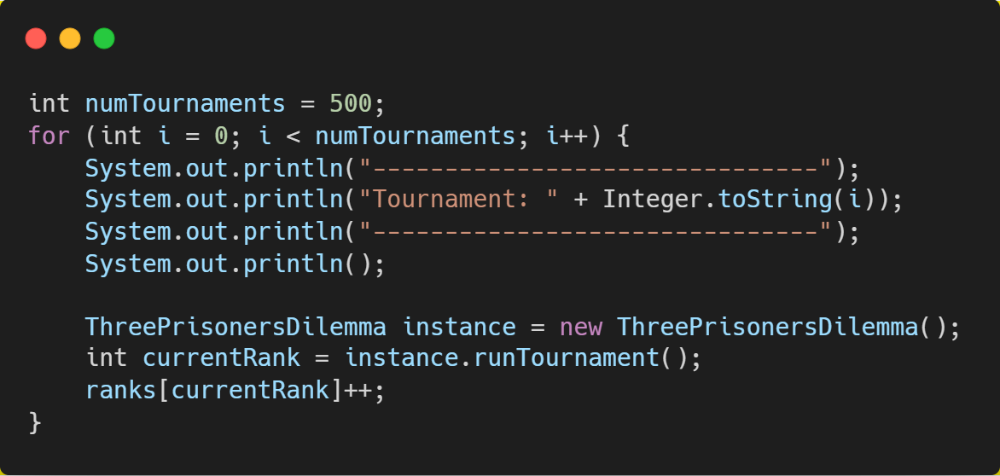 int numTournaments = 500;
for (int i = 0; i < numTournaments; i++) {
    System.out.println("-------------------------------");
    System.out.println("Tournament: " + Integer.toString(i));
    System.out.println("-------------------------------");
    System.out.println();

    ThreePrisonersDilemma instance = new ThreePrisonersDilemma();
    int currentRank = instance.runTournament();
    ranks[currentRank]++;
}